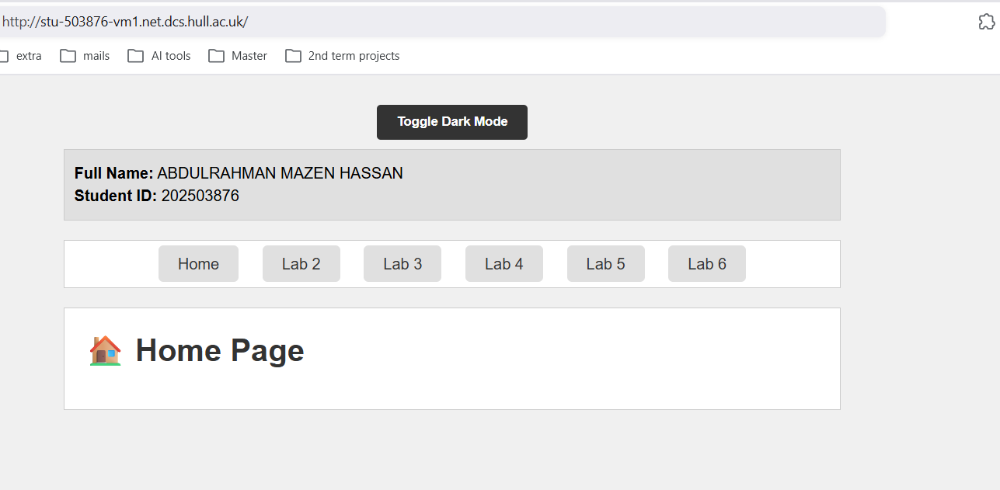 http://stu-503876-vm1.net.dcs.hull.ac.uk/
extra mails AI tools Master 2nd term projects
Toggle Dark Mode
Full Name: ABDULRAHMAN MAZEN HASSAN
Student ID: 202503876
Home Lab 2 Lab 3 Lab 4 Lab 5 Lab 6
Home Page